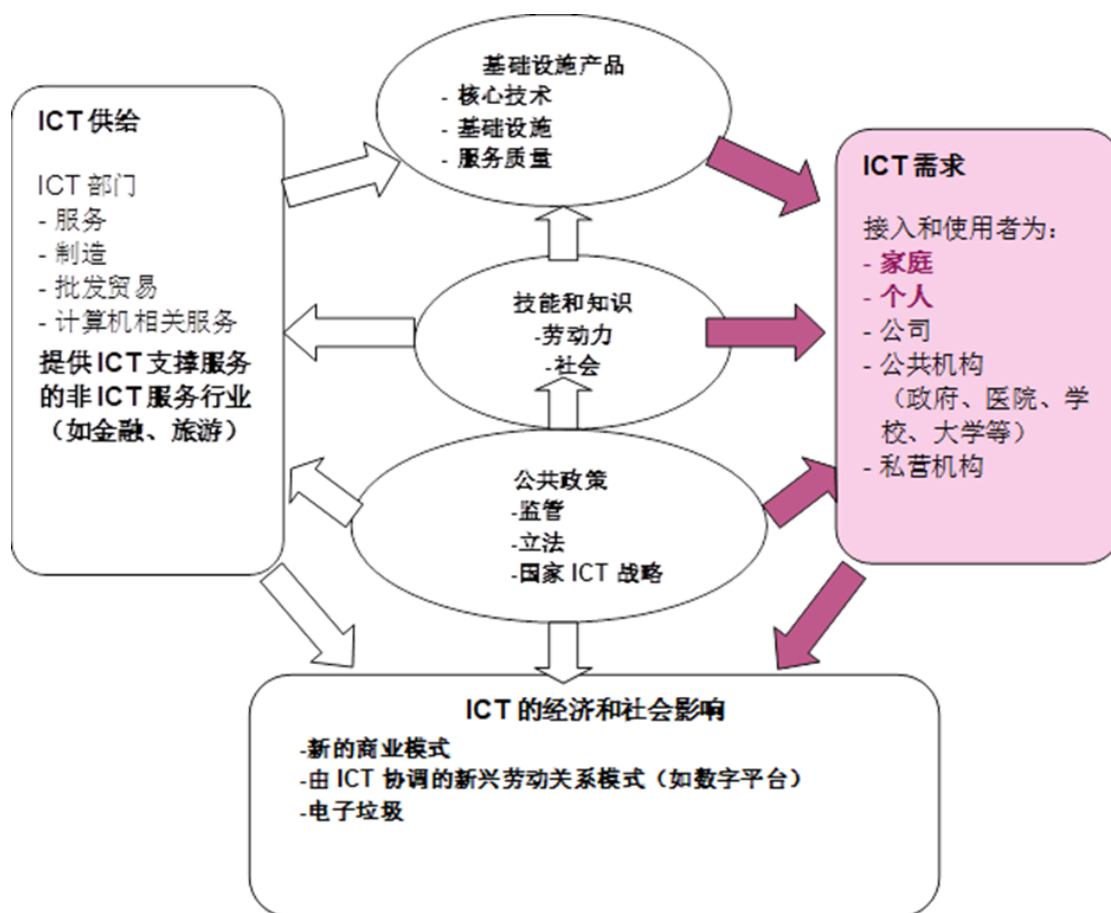 基础设施产品
- 核心技术
- 基础设施
- 服务质量
ICT 供给
ICT 部门
- 服务
- 制造
- 批发贸易
- 计算机相关服务
提供 ICT 支撑服务
的非 ICT 服务行业
（如金融、旅游）
ICT 需求
接入和使用者为：
- 家庭
- 个人
- 公司
- 公共机构
（政府、医院、学
校、大学等）
- 私营机构
技能和知识
-劳动力
-社会
公共政策
-监管
-立法
-国家 ICT 战略
ICT 的经济和社会影响
-新的商业模式
-由 ICT 协调的新兴劳动关系模式（如数字平台）
-电子垃圾